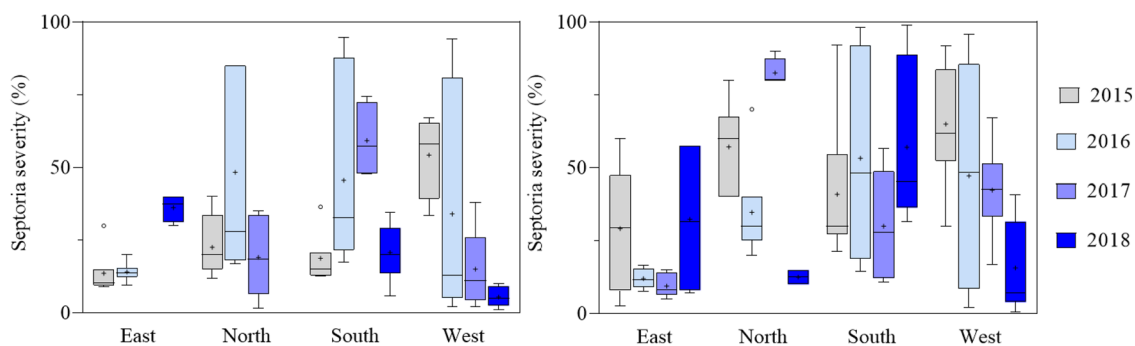 Septoria severity (%)
100
50
0
East North South West
Septoria severity (%)
100
50
0
East North South West
2015
2016
2017
2018